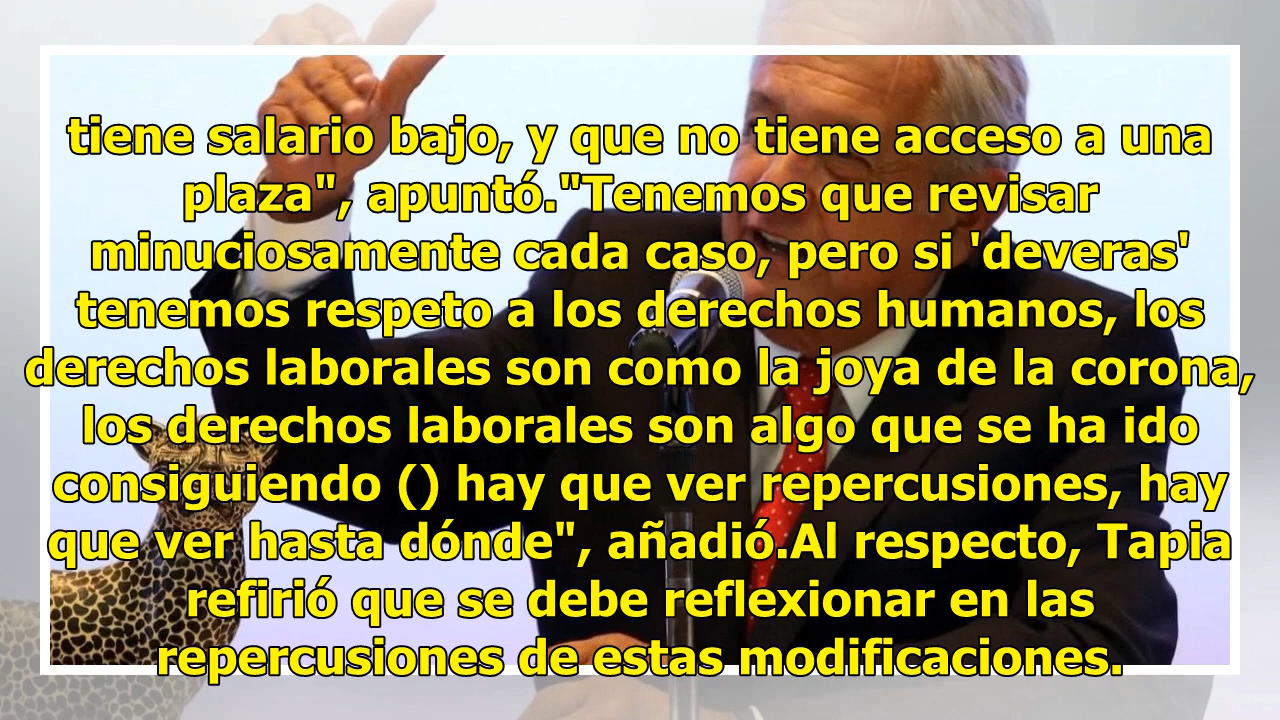 tiene salario bajo, y que no tiene acceso a una
plaza", apuntó."Tenemos que revisar
minuciosamente cada caso, pero si 'deveras'
tenemos respeto a los derechos humanos, los
derechos laborales son como la joya de la corona,
los derechos laborales son algo que se ha ido
consiguiendo () hay que ver repercusiones, hay
que ver hasta dónde", añadió.Al respecto, Tapia
refirió que se debe reflexionar en las
repercusiones de estas modificaciones.